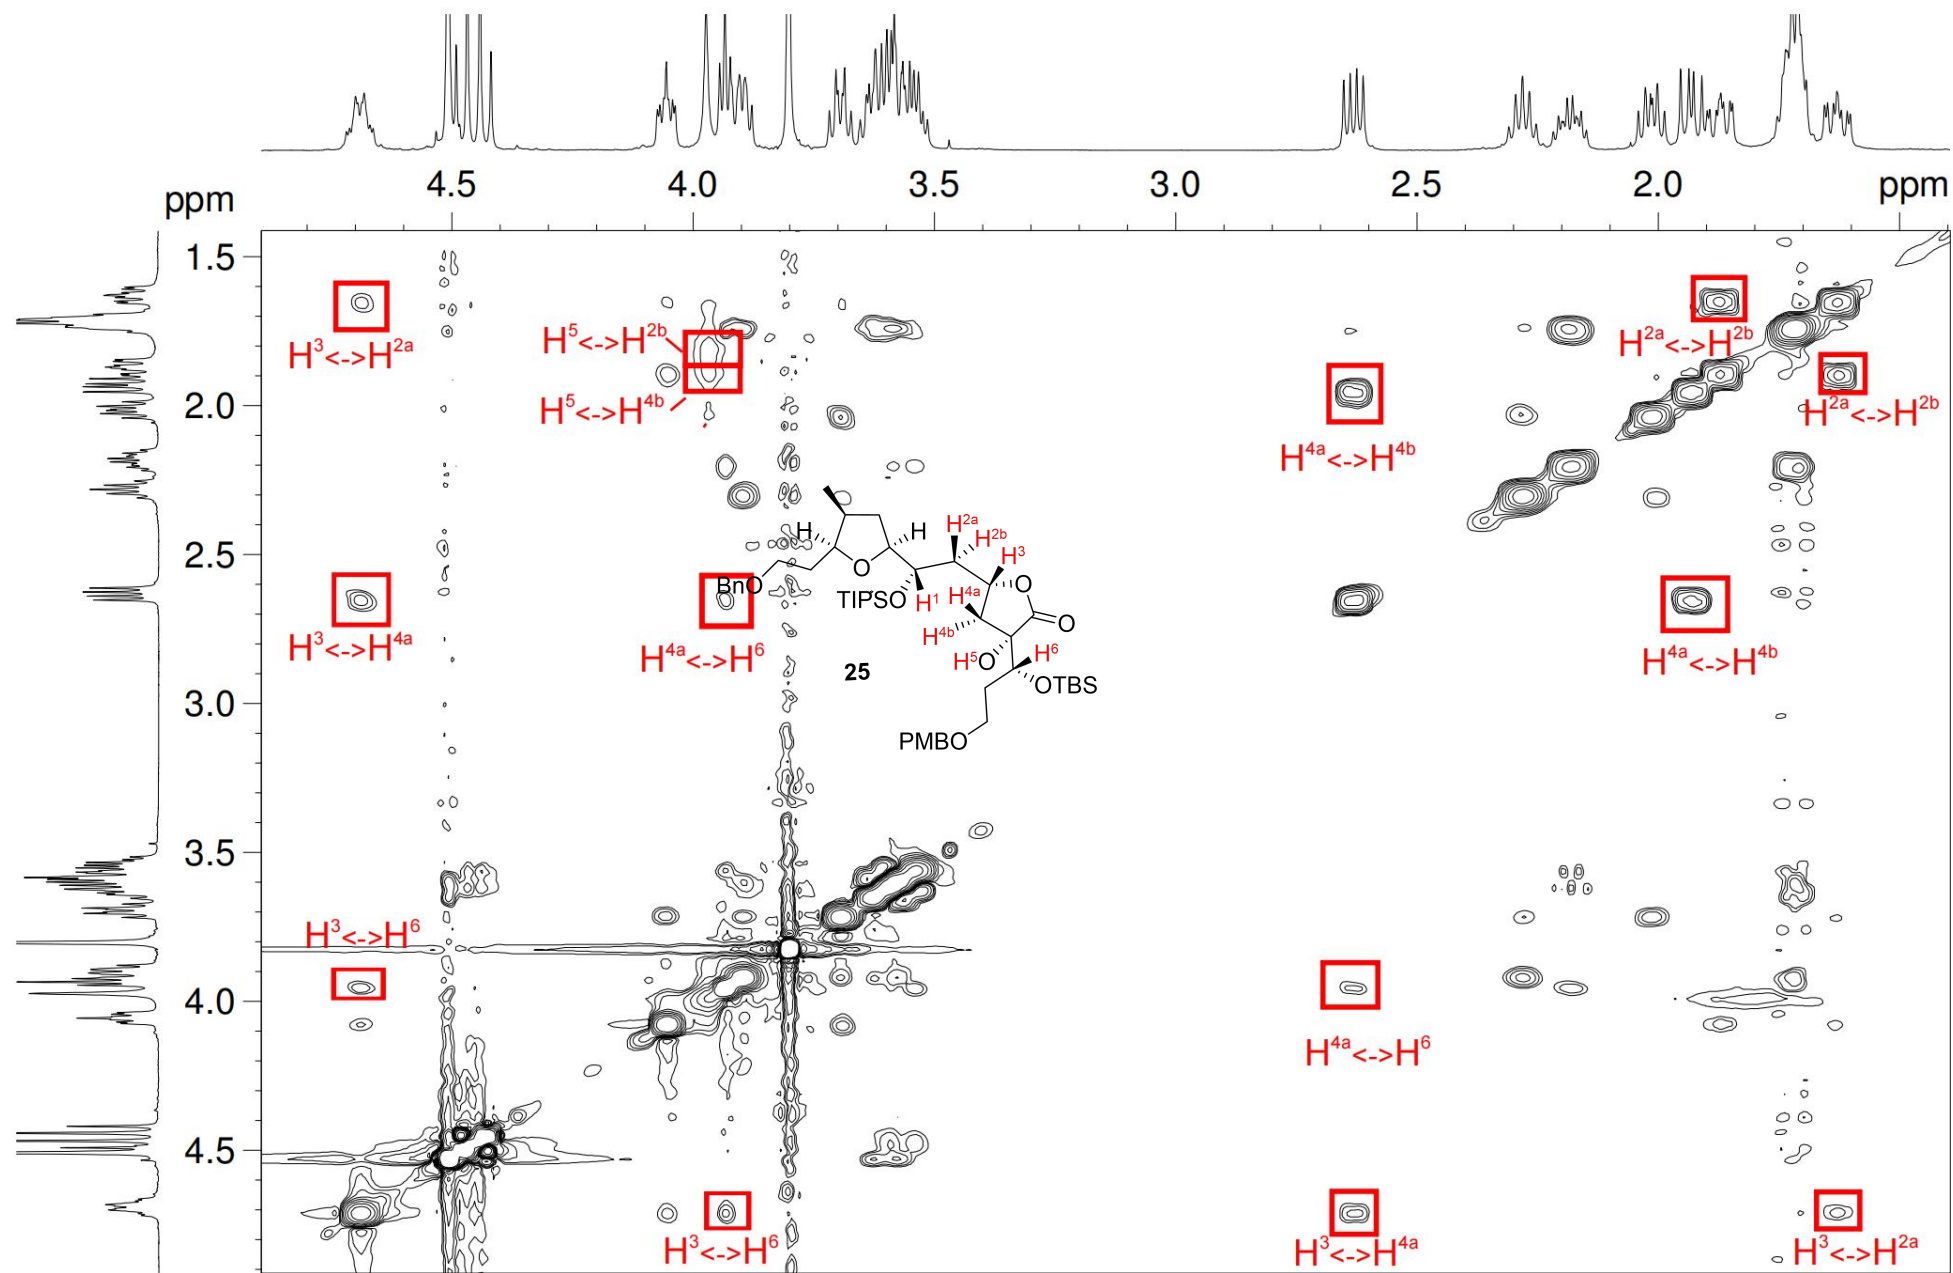 4.5 4.0 3.5 3.0 2.5 2.0 ppm
ppm
1.5
2.0
2.5
3.0
3.5
4.0
4.5
H³<->H²ᵃ
H⁵<->H²ᵇ
H⁵<->H⁴ᵇ
H²ᵃ<->H²ᵇ
H⁴ᵃ<->H⁴ᵇ
H²ᵃ<->H²ᵇ
H³<->H⁴ᵃ
H⁴ᵃ<->H⁶
H⁴ᵃ<->H⁴ᵇ
H H H²ᵃ H²ᵇ
H³
BnO O O
TIPSO H¹ H⁴ᵃ
H⁴ᵇ O
H⁵O H⁶
25
OTBS
PMBO
H³<->H⁶
H⁴ᵃ<->H⁶
H³<->H⁶
H³<->H⁴ᵃ
H³<->H²ᵃ